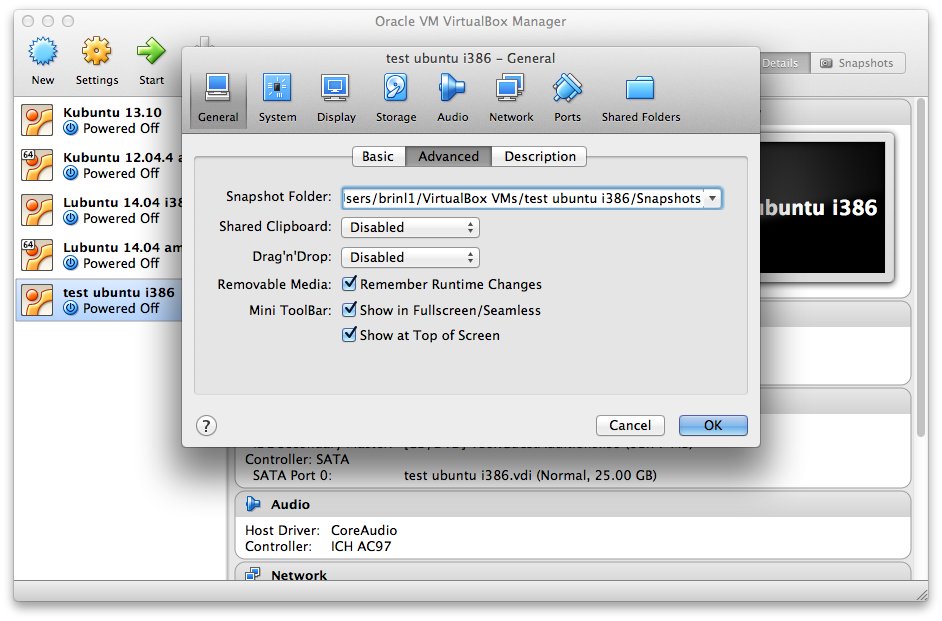 Oracle VM VirtualBox Manager
New
Settings
Start
Details
Snapshots
Kubuntu 13.10
Powered Off
64
Kubuntu 12.04.4
Powered Off
Lubuntu 14.04 i38
Powered Off
64
Lubuntu 14.04 am
Powered Off
test ubuntu i386
Powered Off
test ubuntu i386 – General
General
System
Display
Storage
Audio
Network
Ports
Shared Folders
Basic
Advanced
Description
Snapshot Folder: sers/brinl1/VirtualBox VMs/test ubuntu i386/Snapshots
Shared Clipboard: Disabled
Drag'n'Drop: Disabled
Removable Media: Remember Runtime Changes
Mini ToolBar: Show in Fullscreen/Seamless
Show at Top of Screen
?
Cancel
OK
buntu i386
Controller: SATA
SATA Port 0: test ubuntu i386.vdi (Normal, 25.00 GB)
Audio
Host Driver: CoreAudio
Controller: ICH AC97
Network